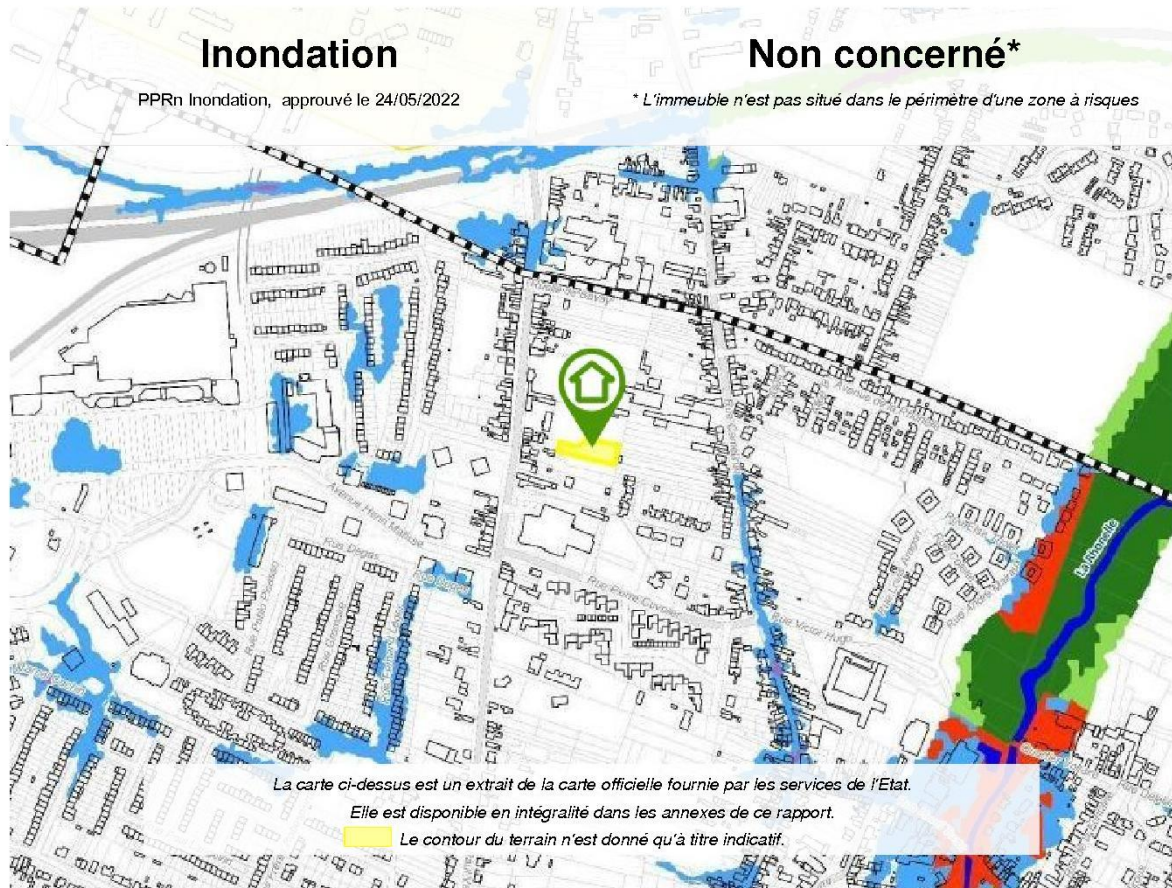 Inondation
Non concerné*
PPRn Inondation, approuvé le 24/05/2022
* L'immeuble n'est pas situé dans le périmètre d'une zone à risques
La Rhonelle
Avenue Henri Matisse
Rue Degas
Rue Pablo Picasso
Rue Victor Hugo
La carte ci-dessus est un extrait de la carte officielle fournie par les services de l'Etat.
Elle est disponible en intégralité dans les annexes de ce rapport.
Le contour du terrain n'est donné qu'à titre indicatif.